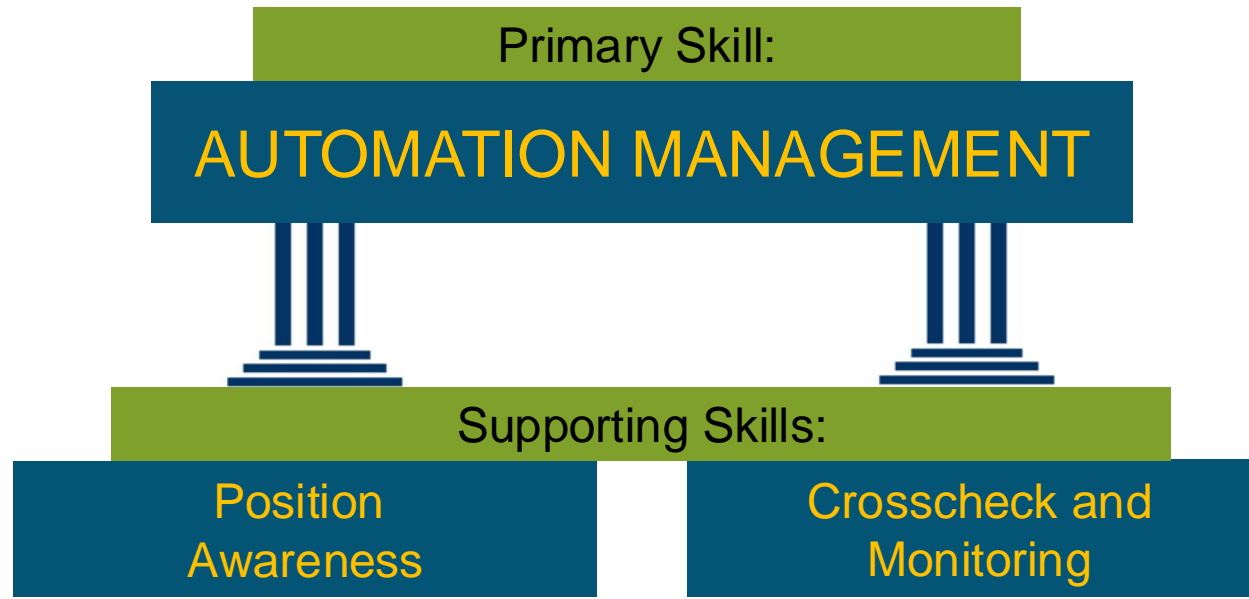 Primary Skill:
AUTOMATION MANAGEMENT
Supporting Skills:
Position
Awareness
Crosscheck and
Monitoring